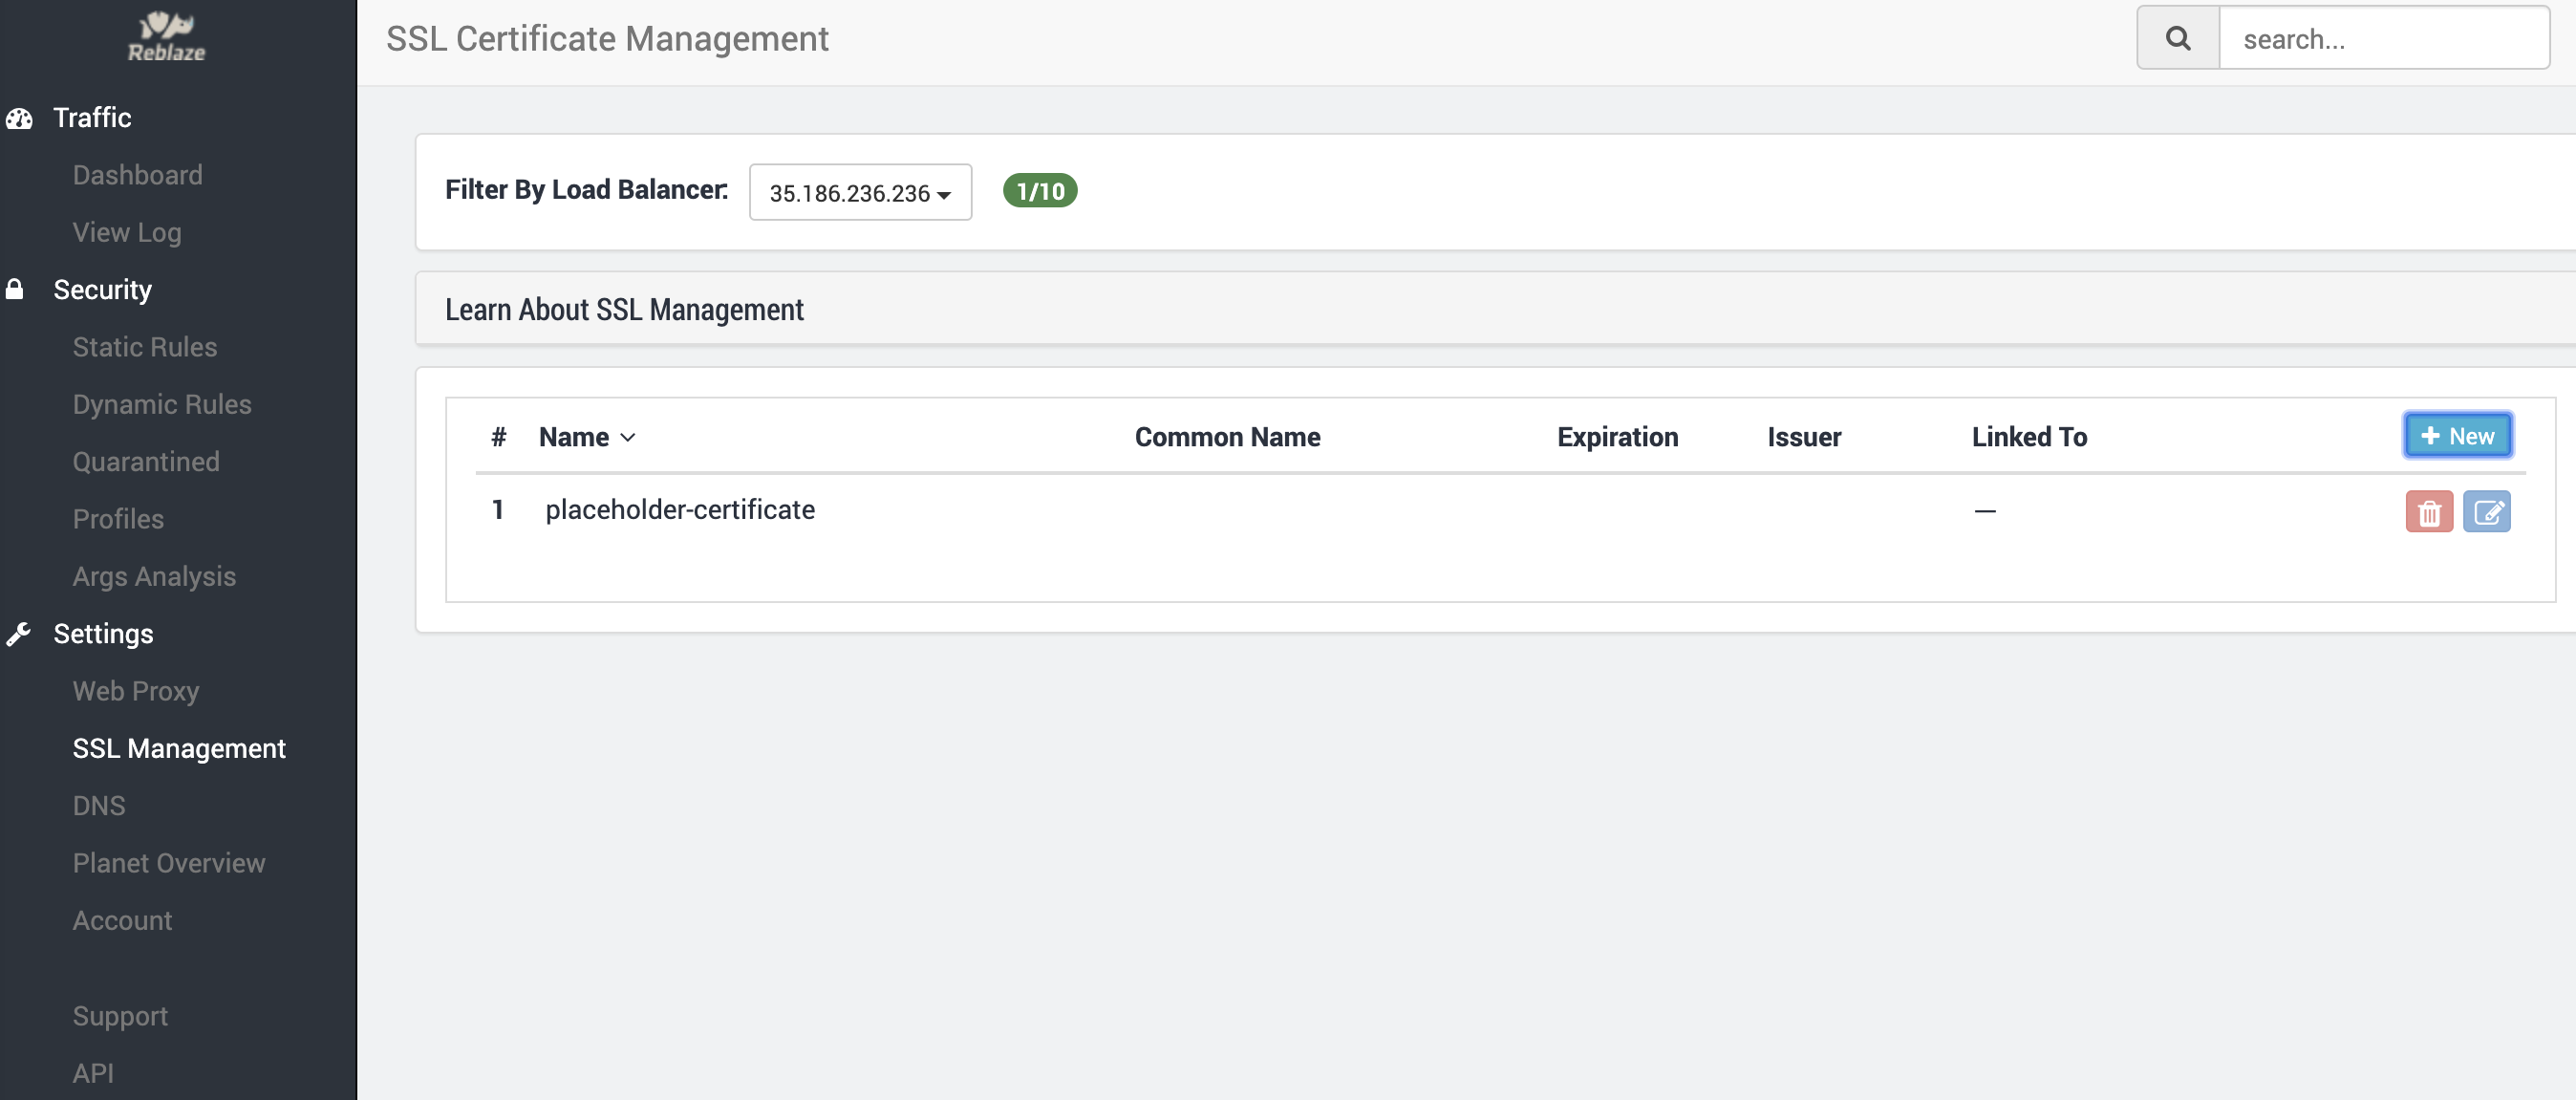 Reblaze
Traffic
Dashboard
View Log
Security
Static Rules
Dynamic Rules
Quarantined
Profiles
Args Analysis
Settings
Web Proxy
SSL Management
DNS
Planet Overview
Account
Support
API
SSL Certificate Management
search...
Filter By Load Balancer: 35.186.236.236 1/10
Learn About SSL Management
# Name Common Name Expiration Issuer Linked To + New
1 placeholder-certificate —